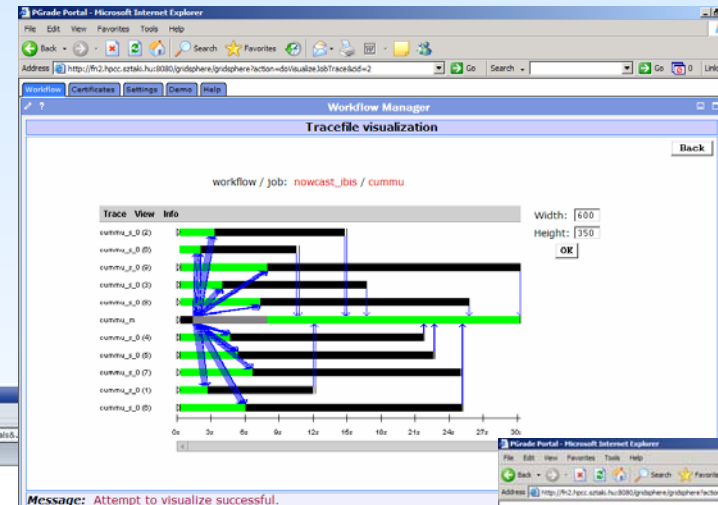 PGrade Portal - Microsoft Internet Explorer
File Edit View Favorites Tools Help
Back Search Favorites
Address http://fn2.hpcc.sztaki.hu:8080/gridsphere/gridsphere?action=doVisualizeJobTrace&cid=2 Go Search Go 0 Link
Workflow Certificates Settings Demo Help
? Workflow Manager
Tracefile visualization
Back
workflow / job: nowcast_ibis / cummu
Trace View Info
Width: 600
Height: 350
OK
cummu_s_0 (2)
cummu_s_0 (0)
cummu_s_0 (9)
cummu_s_0 (3)
cummu_s_0 (8)
cummu_m
cummu_s_0 (4)
cummu_s_0 (6)
cummu_s_0 (7)
cummu_s_0 (1)
cummu_s_0 (5)
0s 3s 6s 9s 12s 15s 18s 21s 24s 27s 30s
Message: Attempt to visualize successful.
PGrade Portal - Microsoft Internet Explorer
File Edit View Favorites Tools Help
Back Search Favorite
Address http://fn2.hpcc.sztaki.hu:8080/gridsphere/gridsphere?action